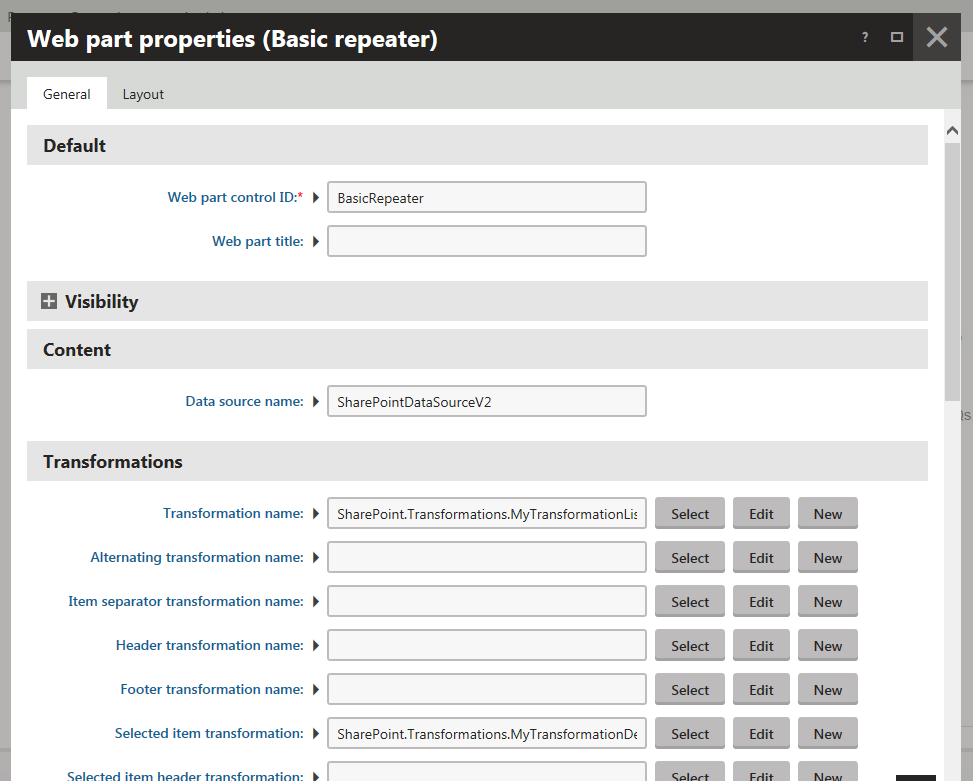 Web part properties (Basic repeater) ?
General Layout
Default
Web part control ID:* BasicRepeater
Web part title:
Visibility
Content
Data source name: SharePointDataSourceV2
Transformations
Transformation name: SharePoint.Transformations.MyTransformationLis Select Edit New
Alternating transformation name: Select Edit New
Item separator transformation name: Select Edit New
Header transformation name: Select Edit New
Footer transformation name: Select Edit New
Selected item transformation: SharePoint.Transformations.MyTransformationDe Select Edit New
Selected item header transformation: Select Edit New